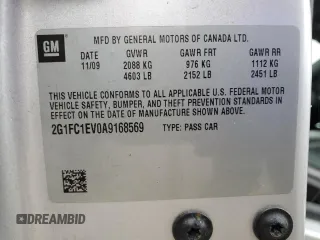 GM
MFD BY GENERAL MOTORS OF CANADA LTD.
DATE GVWR GAWR FRT GAWR RR
11/09 2088 KG 976 KG 1112 KG
4603 LB 2152 LB 2451 LB
THIS VEHICLE CONFORMS TO ALL APPLICABLE U.S. FEDERAL MOTOR
VEHICLE SAFETY, BUMPER, AND THEFT PREVENTION STANDARDS IN
EFFECT ON THE DATE OF MANUFACTURE SHOWN ABOVE.
2G1FC1EV0A9168569 TYPE: PASS CAR
DREAMBID